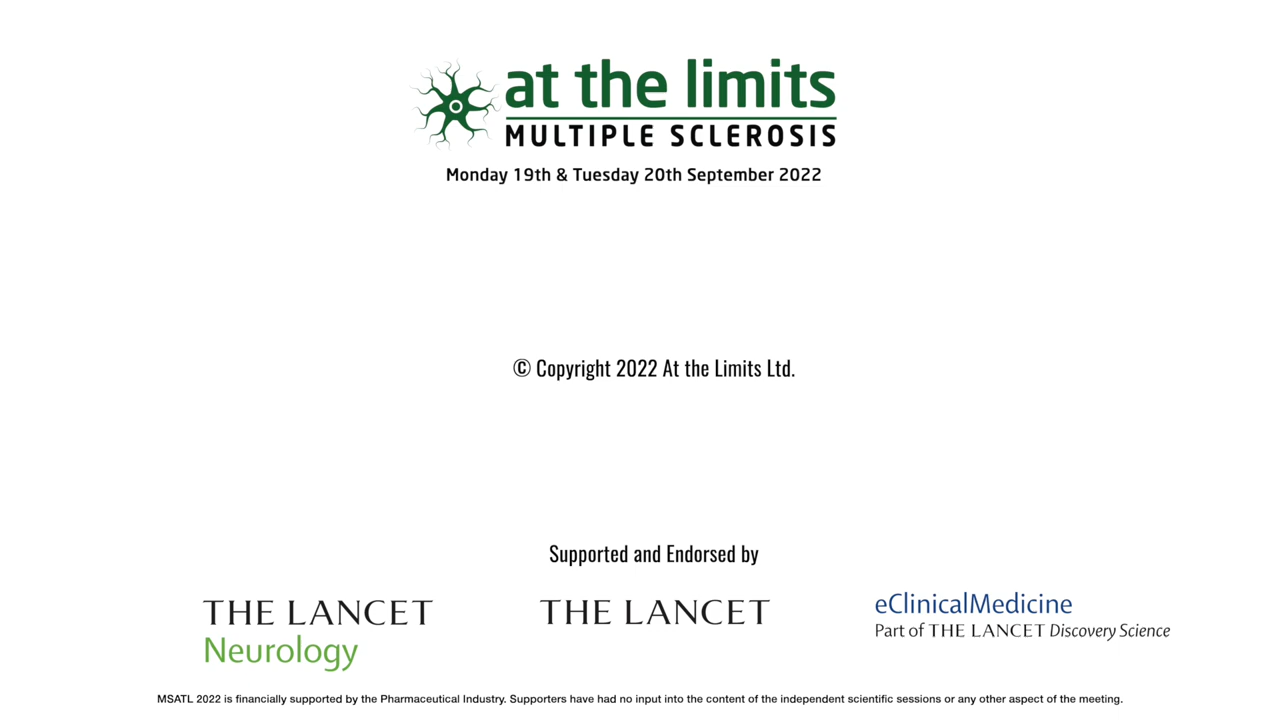 at the limits
MULTIPLE SCLEROSIS
Monday 19th & Tuesday 20th September 2022
© Copyright 2022 At the Limits Ltd.
Supported and Endorsed by
THE LANCET
Neurology
THE LANCET
eClinicalMedicine
Part of THE LANCET Discovery Science
MSATL 2022 is financially supported by the Pharmaceutical Industry. Supporters have had no input into the content of the independent scientific sessions or any other aspect of the meeting.